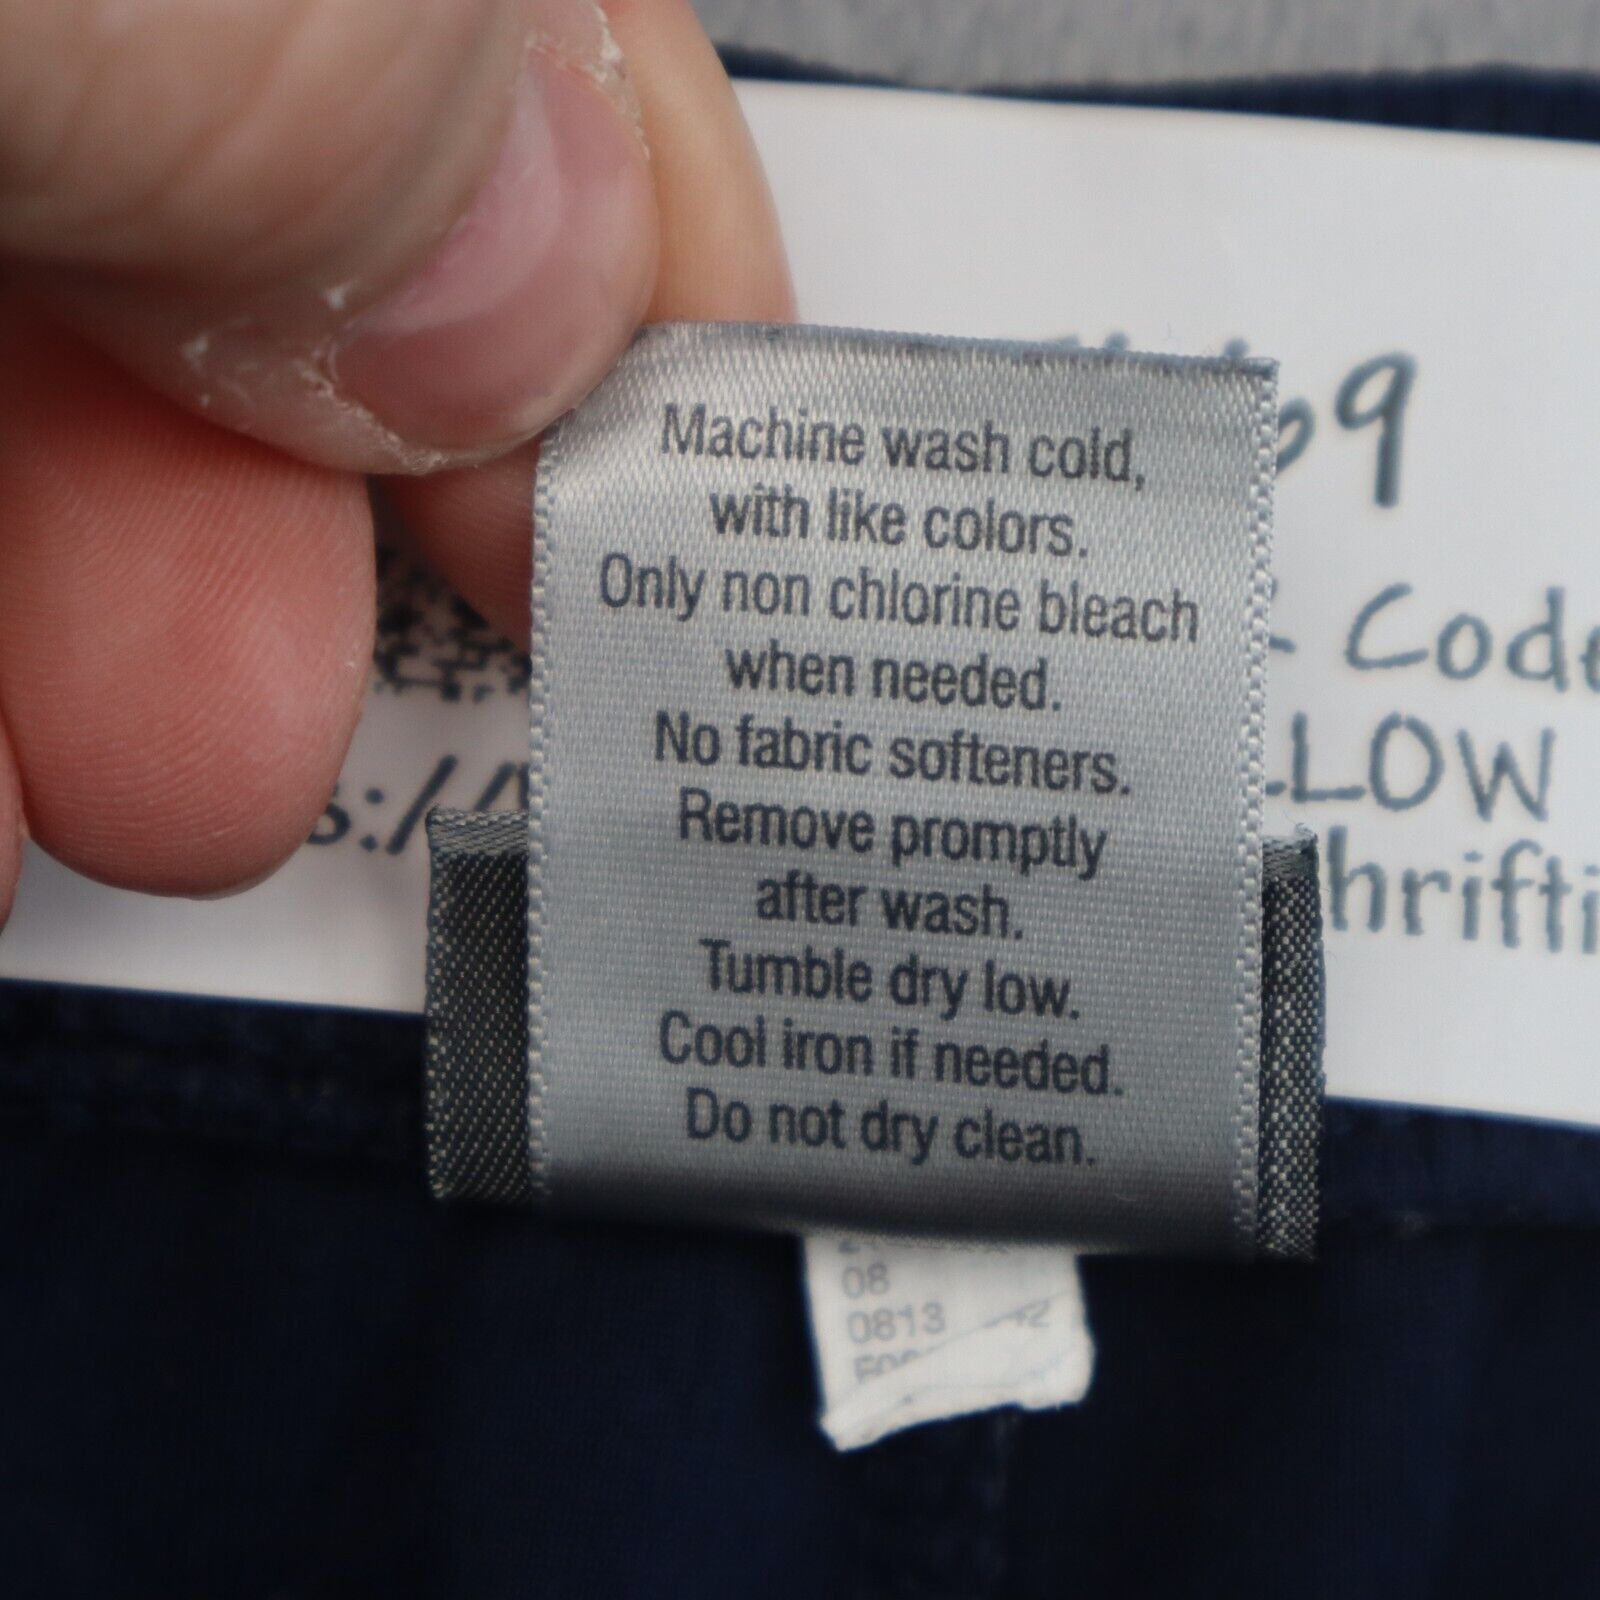 Machine wash cold,
with like colors.
Only non chlorine bleach
when needed.
No fabric softeners.
Remove promptly
after wash.
Tumble dry low.
Cool iron if needed.
Do not dry clean.
Code
08
0813